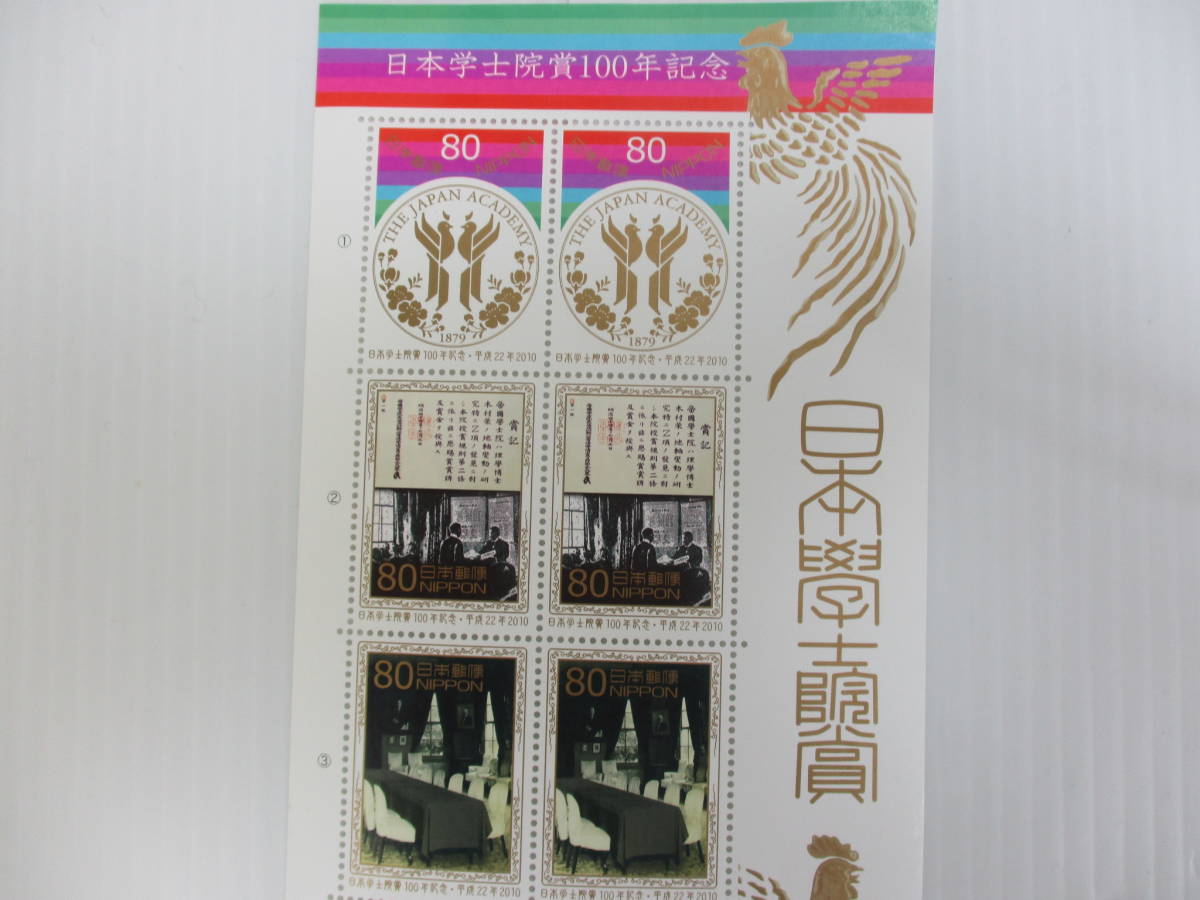 日本学士院賞100年記念
①
80
日本郵便 NIPPON
THE JAPAN ACADEMY
1879
日本学士院賞100年記念・平成22年2010
80
日本郵便 NIPPON
THE JAPAN ACADEMY
1879
日本学士院賞100年記念・平成22年2010
②
賞記
帝國學士院ハ理學博士
木村榮ノ地軸變動ノ研
究特ニZ項ノ發見ニ對
シ本院授賞規則第二條
ニ依リ茲ニ恩賜賞賞牌
及賞金ヲ授與ス
80 日本郵便
NIPPON
日本学士院賞100年記念・平成22年2010
賞記
帝國學士院ハ理學博士
木村榮ノ地軸變動ノ研
究特ニZ項ノ發見ニ對
シ本院授賞規則第二條
ニ依リ茲ニ恩賜賞賞牌
及賞金ヲ授與ス
80 日本郵便
NIPPON
日本学士院賞100年記念・平成22年2010
③
80 日本郵便
NIPPON
日本学士院賞100年記念・平成22年2010
80 日本郵便
NIPPON
日本学士院賞100年記念・平成22年2010
日本學士院賞